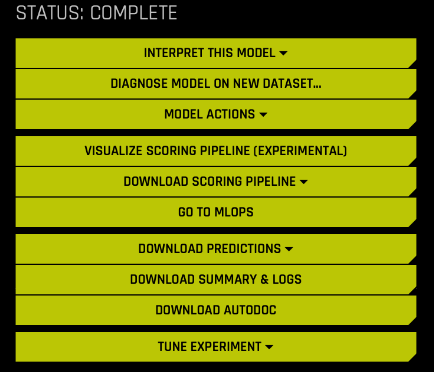 STATUS: COMPLETE
INTERPRET THIS MODEL
DIAGNOSE MODEL ON NEW DATASET...
MODEL ACTIONS
VISUALIZE SCORING PIPELINE (EXPERIMENTAL)
DOWNLOAD SCORING PIPELINE
GO TO MLOPS
DOWNLOAD PREDICTIONS
DOWNLOAD SUMMARY & LOGS
DOWNLOAD AUTODOC
TUNE EXPERIMENT